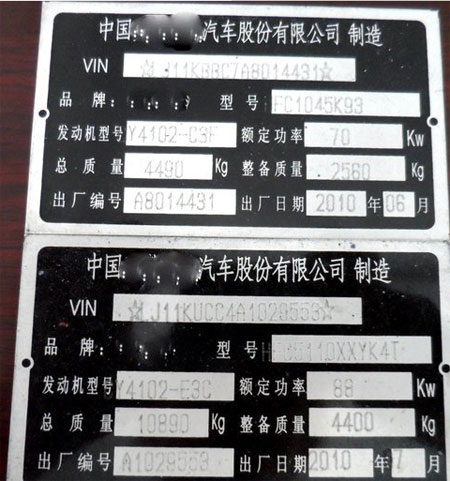 中国 汽车股份有限公司 制造
VIN ☆LJ11KBBC7A8014431☆
品牌: 型号 FC1045K93
发动机型号 Y4102-C3F 额定功率 70 Kw
总质量 4490 Kg 整备质量 2560 Kg
出厂编号 A8014431 出厂日期 2010 年 06 月
中国 汽车股份有限公司 制造
VIN ☆LJ11KUCC4A1029553☆
品牌: 型号
发动机型号 Y4102-E3C 额定功率 88 Kw
总质量 10890 Kg 整备质量 4400 Kg
出厂编号 A1029553 出厂日期 2010 年 7 月